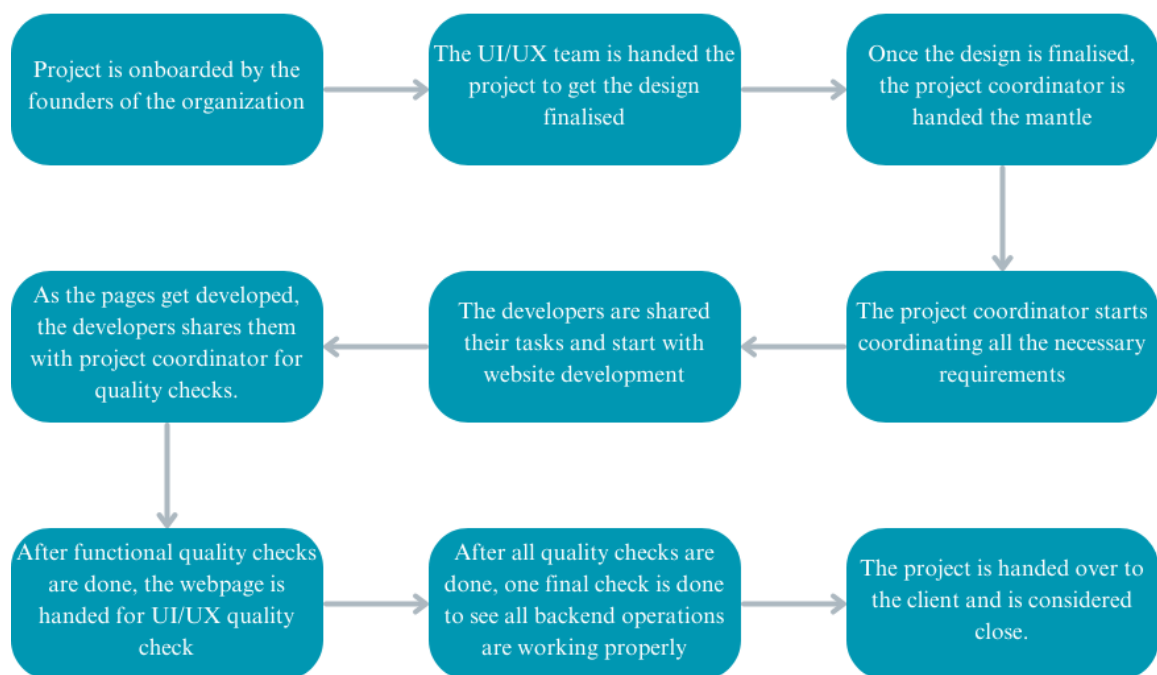 Project is onboarded by the
founders of the organization
The UI/UX team is handed the
project to get the design
finalised
Once the design is finalised,
the project coordinator is
handed the mantle
The project coordinator starts
coordinating all the necessary
requirements
The developers are shared
their tasks and start with
website development
As the pages get developed,
the developers shares them
with project coordinator for
quality checks.
After functional quality checks
are done, the webpage is
handed for UI/UX quality
check
After all quality checks are
done, one final check is done
to see all backend operations
are working properly
The project is handed over to
the client and is considered
close.